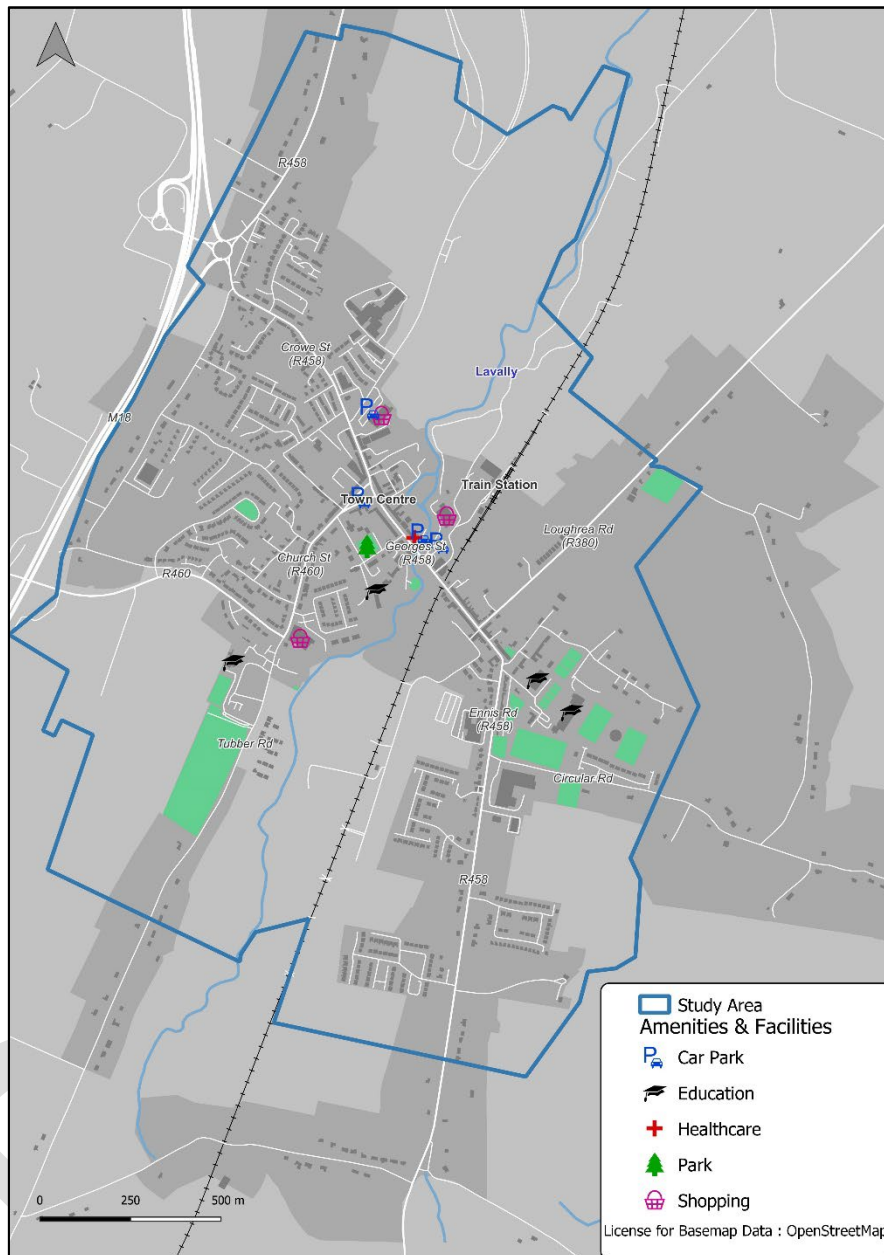 R458
Crowe St
(R458)
M18
Lavally
Train Station
Town Centre
Loughrea Rd
(R380)
Georges St
(R458)
Church St
(R460)
R460
Ennis Rd
(R458)
Tubber Rd
Circular Rd
R458
Study Area
Amenities & Facilities
P Car Park
Education
Healthcare
Park
Shopping
0 250 500 m
License for Basemap Data : OpenStreetMap